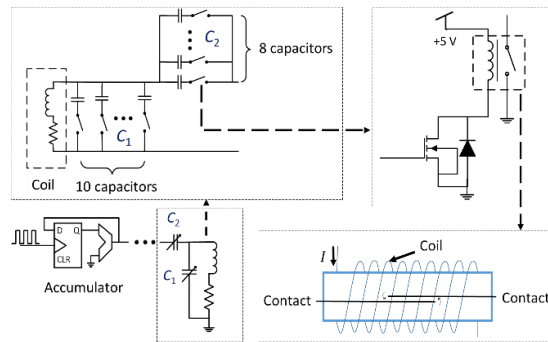 C2
8 capacitors
C1
Coil
10 capacitors
+5 V
D Q
CLR
Accumulator
C2
C1
I
Coil
Contact
Contact